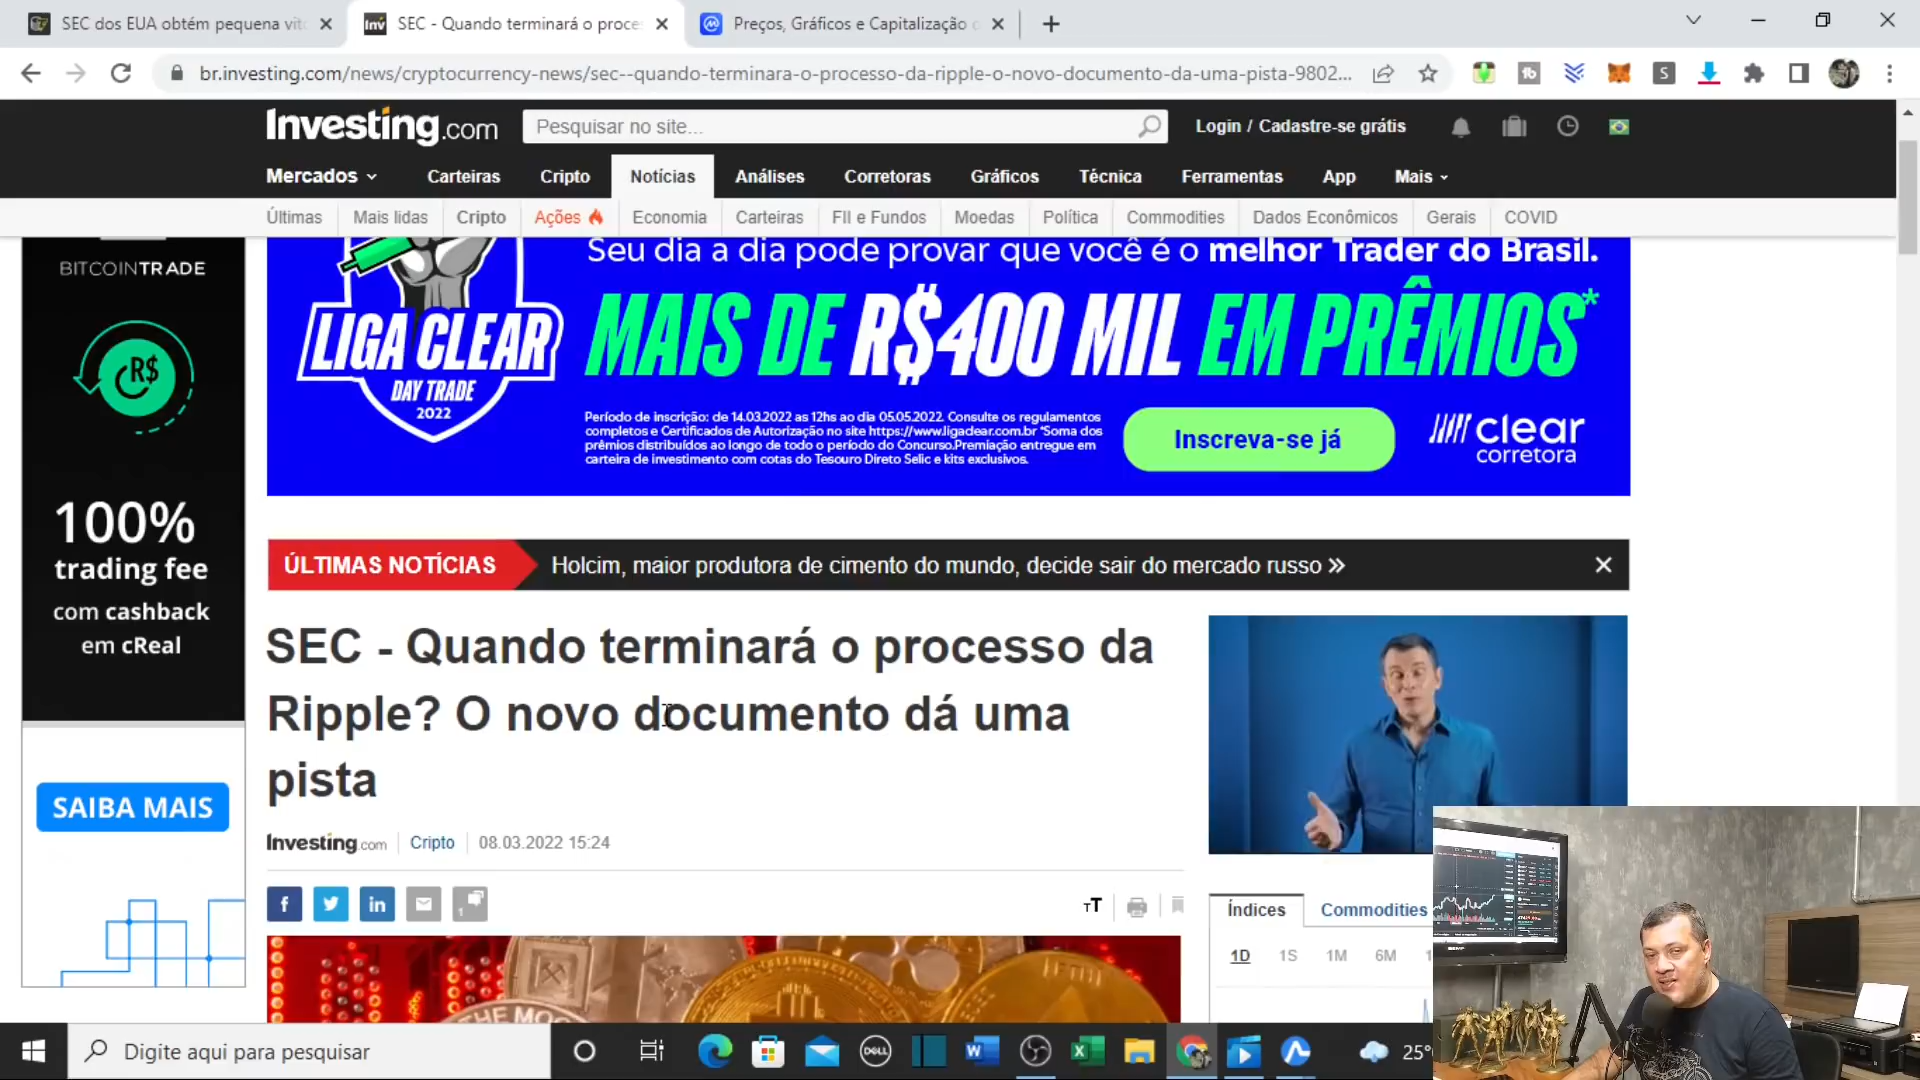 SEC dos EUA obtém pequena vit
SEC - Quando terminará o proce
Preços, Gráficos e Capitalização
br.investing.com/news/cryptocurrency-news/sec--quando-terminara-o-processo-da-ripple-o-novo-documento-da-uma-pista-9802...
Investing.com
Pesquisar no site...
Login / Cadastre-se grátis
Mercados
Carteiras
Cripto
Notícias
Análises
Corretoras
Gráficos
Técnica
Ferramentas
App
Mais
Últimas
Mais lidas
Cripto
Ações
Economia
Carteiras
FII e Fundos
Moedas
Política
Commodities
Dados Econômicos
Gerais
COVID
BITCOINTRADE
R$
100%
trading fee
com cashback
em cReal
SAIBA MAIS
LIGA CLEAR
DAY TRADE
2022
Seu dia a dia pode provar que você é o melhor Trader do Brasil.
MAIS DE R$400 MIL EM PRÊMIOS*
Período de inscrição: de 14.03.2022 as 12hs ao dia 05.05.2022. Consulte os regulamentos
completos e Certificados de Autorização no site https://www.ligaclear.com.br *Soma dos
prêmios distribuídos ao longo de todo o período do Concurso.Premiação entregue em
carteira de investimento com cotas do Tesouro Direto Selic e kits exclusivos.
Inscreva-se já
clear
corretora
ÚLTIMAS NOTÍCIAS
Holcim, maior produtora de cimento do mundo, decide sair do mercado russo »
SEC - Quando terminará o processo da
Ripple? O novo documento dá uma
pista
Investing.com
Cripto
08.03.2022 15:24
1
TT
Índices
Commodities
1D
1S
1M
6M
THE MOO
Digite aqui para pesquisar
DELL
25°